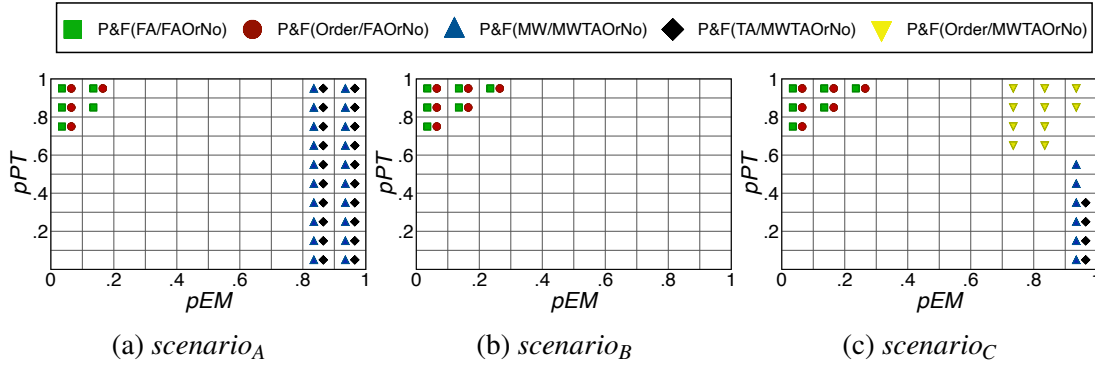 P&F(FA/FAOrNo) P&F(Order/FAOrNo) P&F(MW/MWTAOrNo) P&F(TA/MWTAOrNo) P&F(Order/MWTAOrNo)
1
.8
.6
.4
.2
pPT
0 .2 .4 .6 .8 1
pEM
(a) scenarioA
1
.8
.6
.4
.2
pPT
0 .2 .4 .6 .8 1
pEM
(b) scenarioB
1
.8
.6
.4
.2
pPT
0 .2 .4 .6 .8 1
pEM
(c) scenarioC